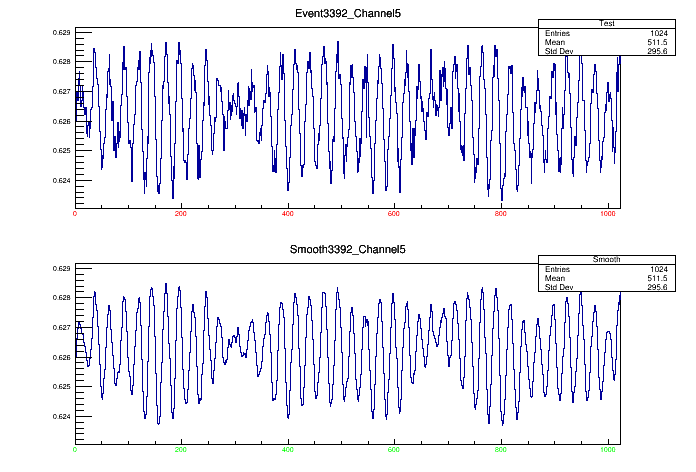 Event3392_Channel5
Test
Entries 1024
Mean 511.5
Std Dev 295.6
0.629
0.628
0.627
0.626
0.625
0.624
0 200 400 600 800 1000
Smooth3392_Channel5
Smooth
Entries 1024
Mean 511.5
Std Dev 295.6
0.629
0.628
0.627
0.626
0.625
0.624
0 200 400 600 800 1000